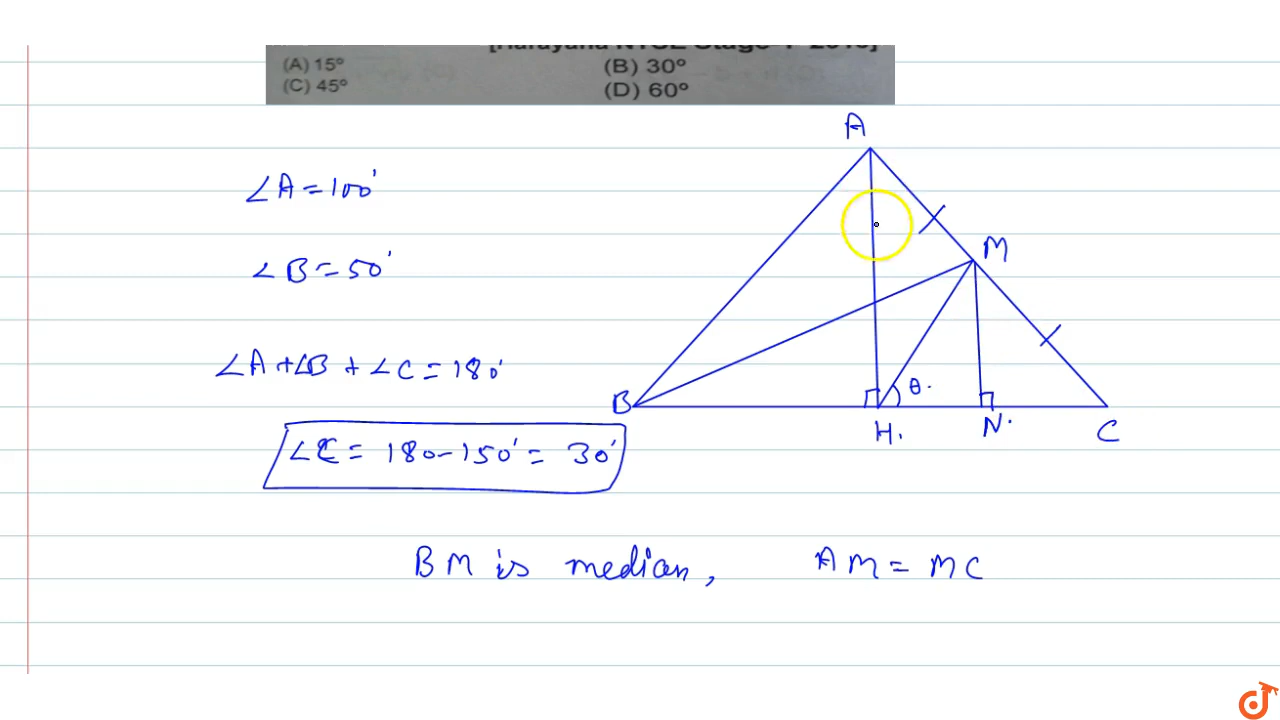 (A) 15° (B) 30°
(C) 45° (D) 60°
A
∠A = 100°
M
∠B = 50°
∠A + ∠B + ∠C = 180°
θ.
B H. N. C
∠C = 180 - 150° = 30°
BM is median, AM = MC